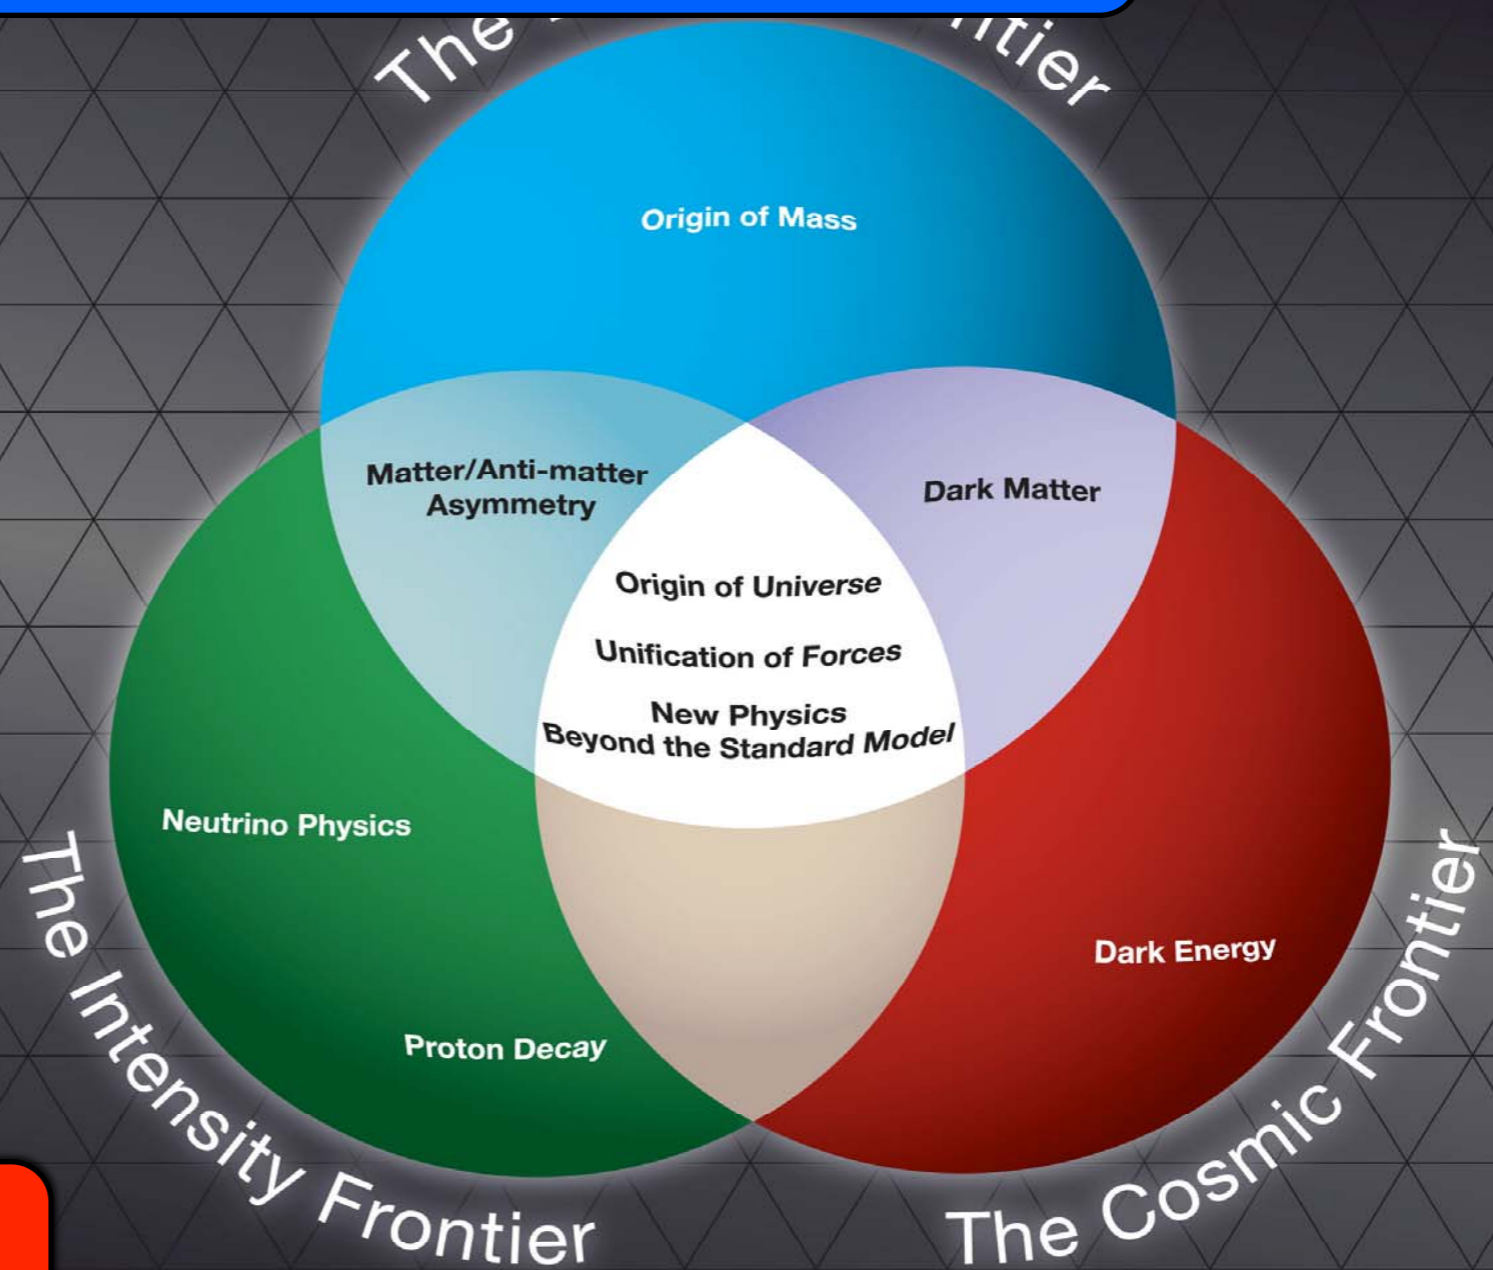 The
ntier
Origin of Mass
Matter/Anti-matter
Asymmetry
Dark Matter
Origin of Universe
Unification of Forces
New Physics
Beyond the Standard Model
Neutrino Physics
Dark Energy
Proton Decay
The Intensity Frontier
The Cosmic Frontier